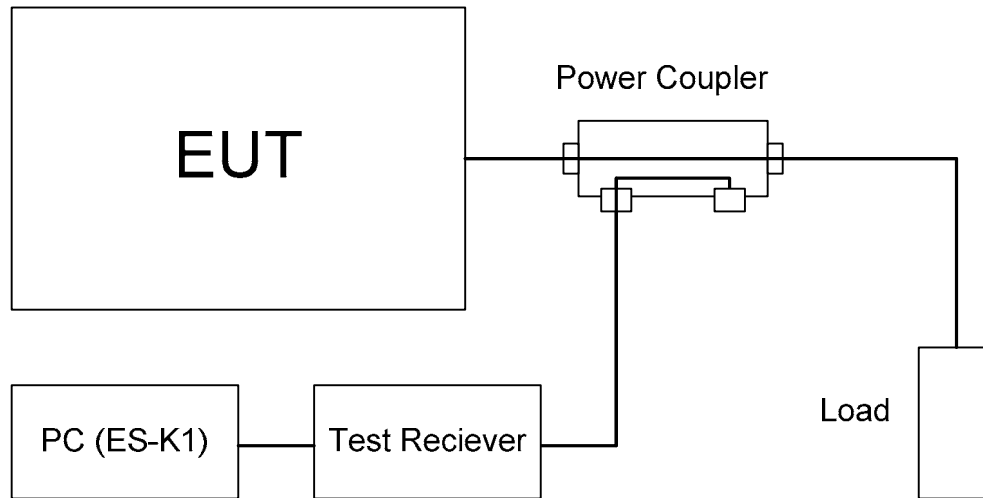 Power Coupler
EUT
Load
PC (ES-K1)
Test Reciever